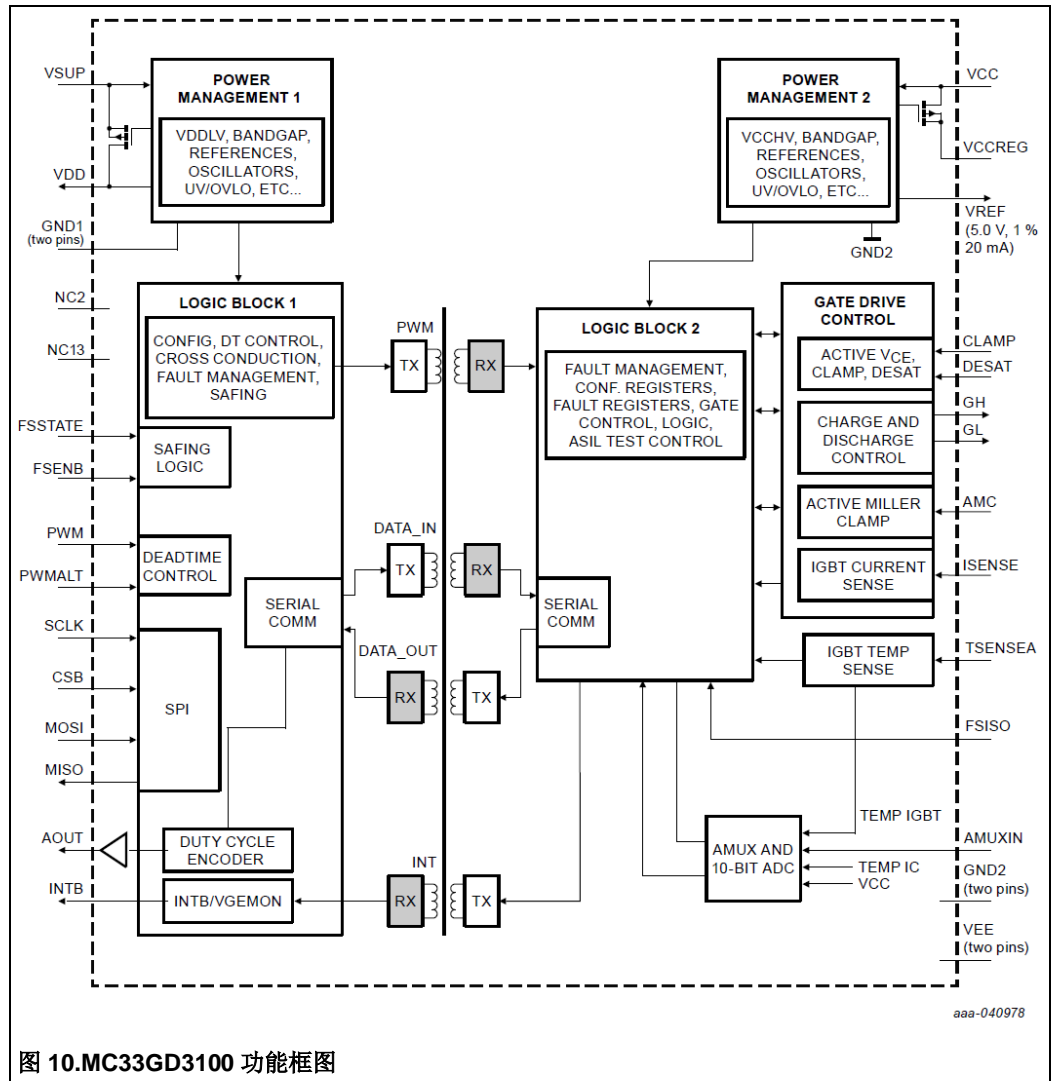 VSUP
POWER
MANAGEMENT 1
VDDLV, BANDGAP,
REFERENCES,
OSCILLATORS,
UV/OVLO, ETC...
VDD
GND1
(two pins)
POWER
MANAGEMENT 2
VCCHV, BANDGAP,
REFERENCES,
OSCILLATORS,
UV/OVLO, ETC...
VCC
VCCREG
VREF
(5.0 V, 1 %
20 mA)
GND2
NC2
NC13
FSSTATE
FSENB
PWM
PWMALT
SCLK
CSB
MOSI
MISO
AOUT
INTB
LOGIC BLOCK 1
CONFIG, DT CONTROL,
CROSS CONDUCTION,
FAULT MANAGEMENT,
SAFING
SAFING
LOGIC
DEADTIME
CONTROL
SERIAL
COMM
SPI
DUTY CYCLE
ENCODER
INTB/VGEMON
PWM
TX
RX
DATA_IN
TX
RX
DATA_OUT
RX
TX
INT
RX
TX
LOGIC BLOCK 2
FAULT MANAGEMENT,
CONF. REGISTERS,
FAULT REGISTERS, GATE
CONTROL, LOGIC,
ASIL TEST CONTROL
SERIAL
COMM
GATE DRIVE
CONTROL
ACTIVE VCE,
CLAMP, DESAT
CHARGE AND
DISCHARGE
CONTROL
ACTIVE MILLER
CLAMP
IGBT CURRENT
SENSE
IGBT TEMP
SENSE
AMUX AND
10-BIT ADC
TEMP IGBT
TEMP IC
VCC
CLAMP
DESAT
GH
GL
AMC
ISENSE
TSENSEA
FSISO
AMUXIN
GND2
(two pins)
VEE
(two pins)
aaa-040978
图 10.MC33GD3100 功能框图